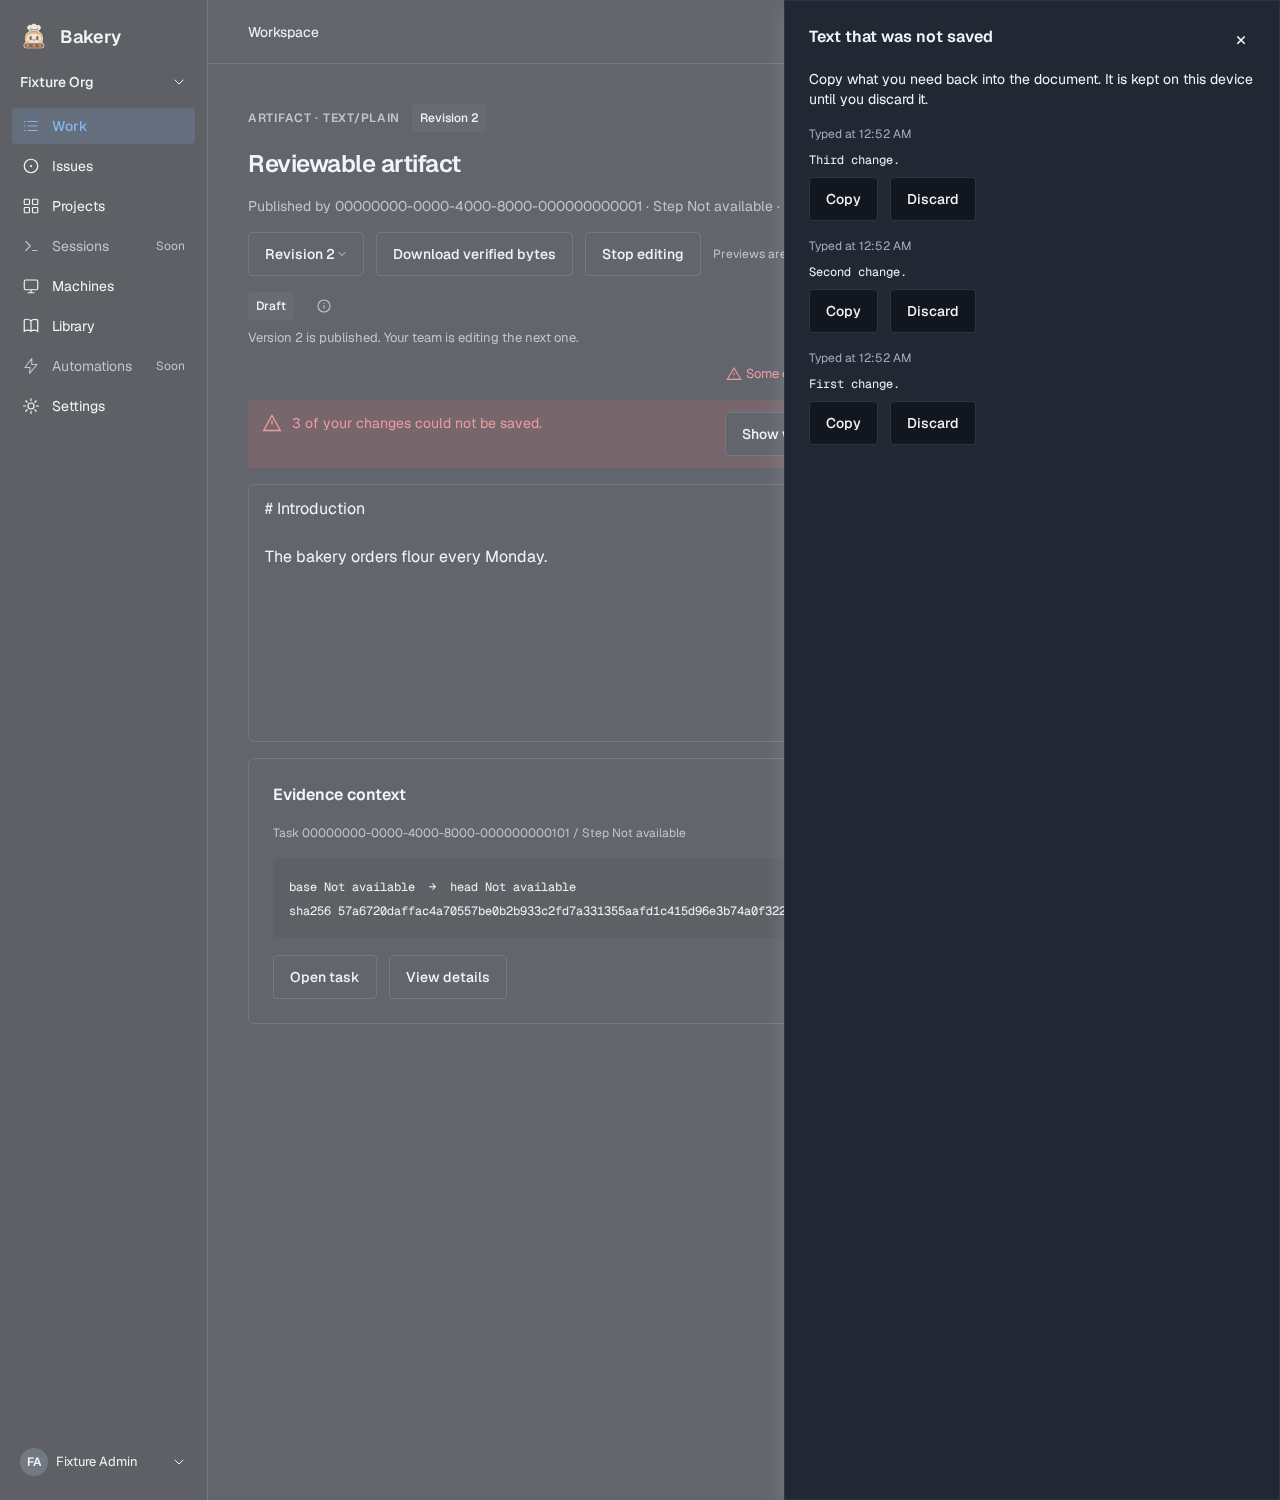 Bakery
Fixture Org
Work
Issues
Projects
Sessions Soon
Machines
Library
Automations Soon
Settings
FA Fixture Admin
Workspace
ARTIFACT · TEXT/PLAIN Revision 2
Reviewable artifact
Published by 00000000-0000-4000-8000-000000000001 · Step Not available ·
Revision 2 Download verified bytes Stop editing Previews are
Draft
Version 2 is published. Your team is editing the next one.
Some
3 of your changes could not be saved.
Show
# Introduction
The bakery orders flour every Monday.
Evidence context
Task 00000000-0000-4000-8000-000000000101 / Step Not available
base Not available → head Not available
sha256 57a6720daffac4a70557be0b2b933c2fd7a331355aafd1c415d96e3b74a0f322
Open task View details
Text that was not saved ×
Copy what you need back into the document. It is kept on this device
until you discard it.
Typed at 12:52 AM
Third change.
Copy Discard
Typed at 12:52 AM
Second change.
Copy Discard
Typed at 12:52 AM
First change.
Copy Discard